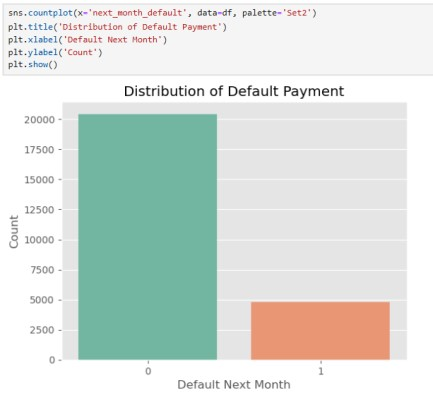 sns.countplot(x='next_month_default', data=df, palette='Set2')
plt.title('Distribution of Default Payment')
plt.xlabel('Default Next Month')
plt.ylabel('Count')
plt.show()
Distribution of Default Payment
20000
17500
15000
12500
10000
7500
5000
2500
0
Count
0 1
Default Next Month